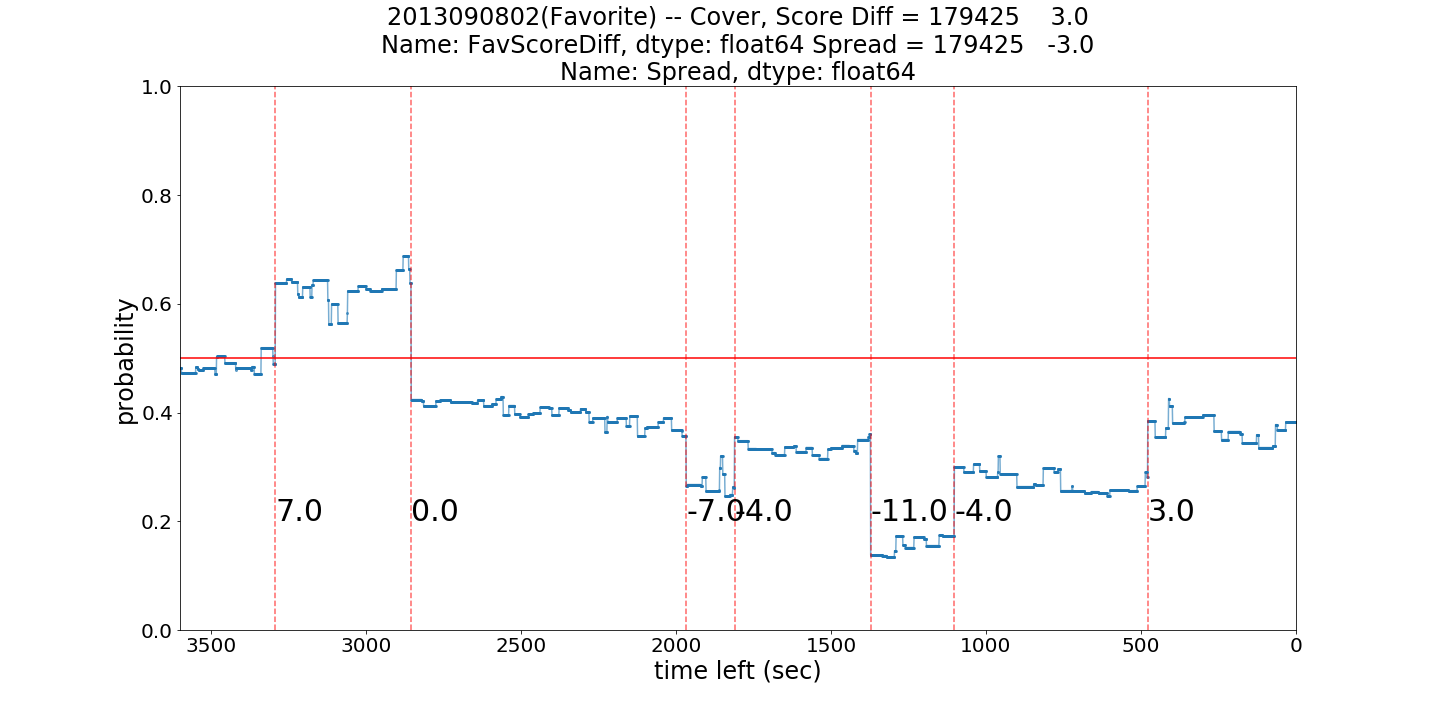 2013090802(Favorite) -- Cover, Score Diff = 179425    3.0
Name: FavScoreDiff, dtype: float64 Spread = 179425   -3.0
Name: Spread, dtype: float64
1.0
0.8
0.6
0.4
0.2
0.0
probability
7.0
0.0
-7.0
-4.0
-11.0
-4.0
3.0
3500 3000 2500 2000 1500 1000 500 0
time left (sec)